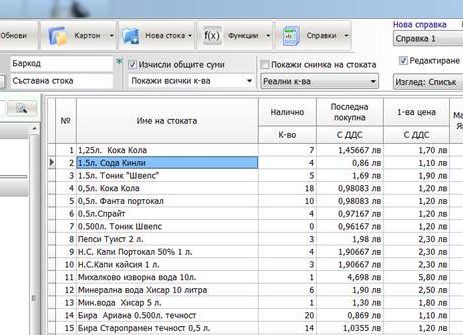 Обнови Картон Нова стока f(x) Функции Справки
Нова справка
Справка 1
Баркод * Изчисли общите суми Покажи снимка на стоката Редактиране
Съставна стока Покажи всички к-ва Реални к-ва Изглед: Списък
№ Име на стоката Налично Последна покупна 1-ва цена
К-во С ДДС С ДДС
1 1,25л. Кока Кола 7 1,45667 лв 1,70 лв
2 1.5л. Сода Кинли 4 0,86 лв 1,10 лв
3 1.5л. Тоник "Швепс" 5 1,69 лв 1,90 лв
4 0,5л. Кока Кола 18 0,98083 лв 1,20 лв
5 0,5л. Фанта портокал 10 0,98083 лв 1,20 лв
6 0.5л.Спрайт 4 0,97167 лв 1,20 лв
7 0.500л. Тоник Швепс 0 0,96167 лв 1,20 лв
8 Пепси Туист 2 л. 3 1,98 лв 2,30 лв
9 Н.С. Капи Портокал 50% 1 л. 4 1,90667 лв 2,30 лв
10 Н.С.Капи кайсия 1 л. 3 1,90667 лв 2,30 лв
11 Михалково изворна вода 10л. 1 4,698 лв 5,80 лв
12 Минерална вода Хисар 10 литра 6 1,90 лв 2,50 лв
13 Мин.вода Хисар 5 л. 1 1,30 лв 1,80 лв
14 Бира Ариана 0.500л. течност 20 0,869 лв 1,10 лв
15 Бира Старопрамен течност 0,5 л 14 1,0355 лв 1,20 лв